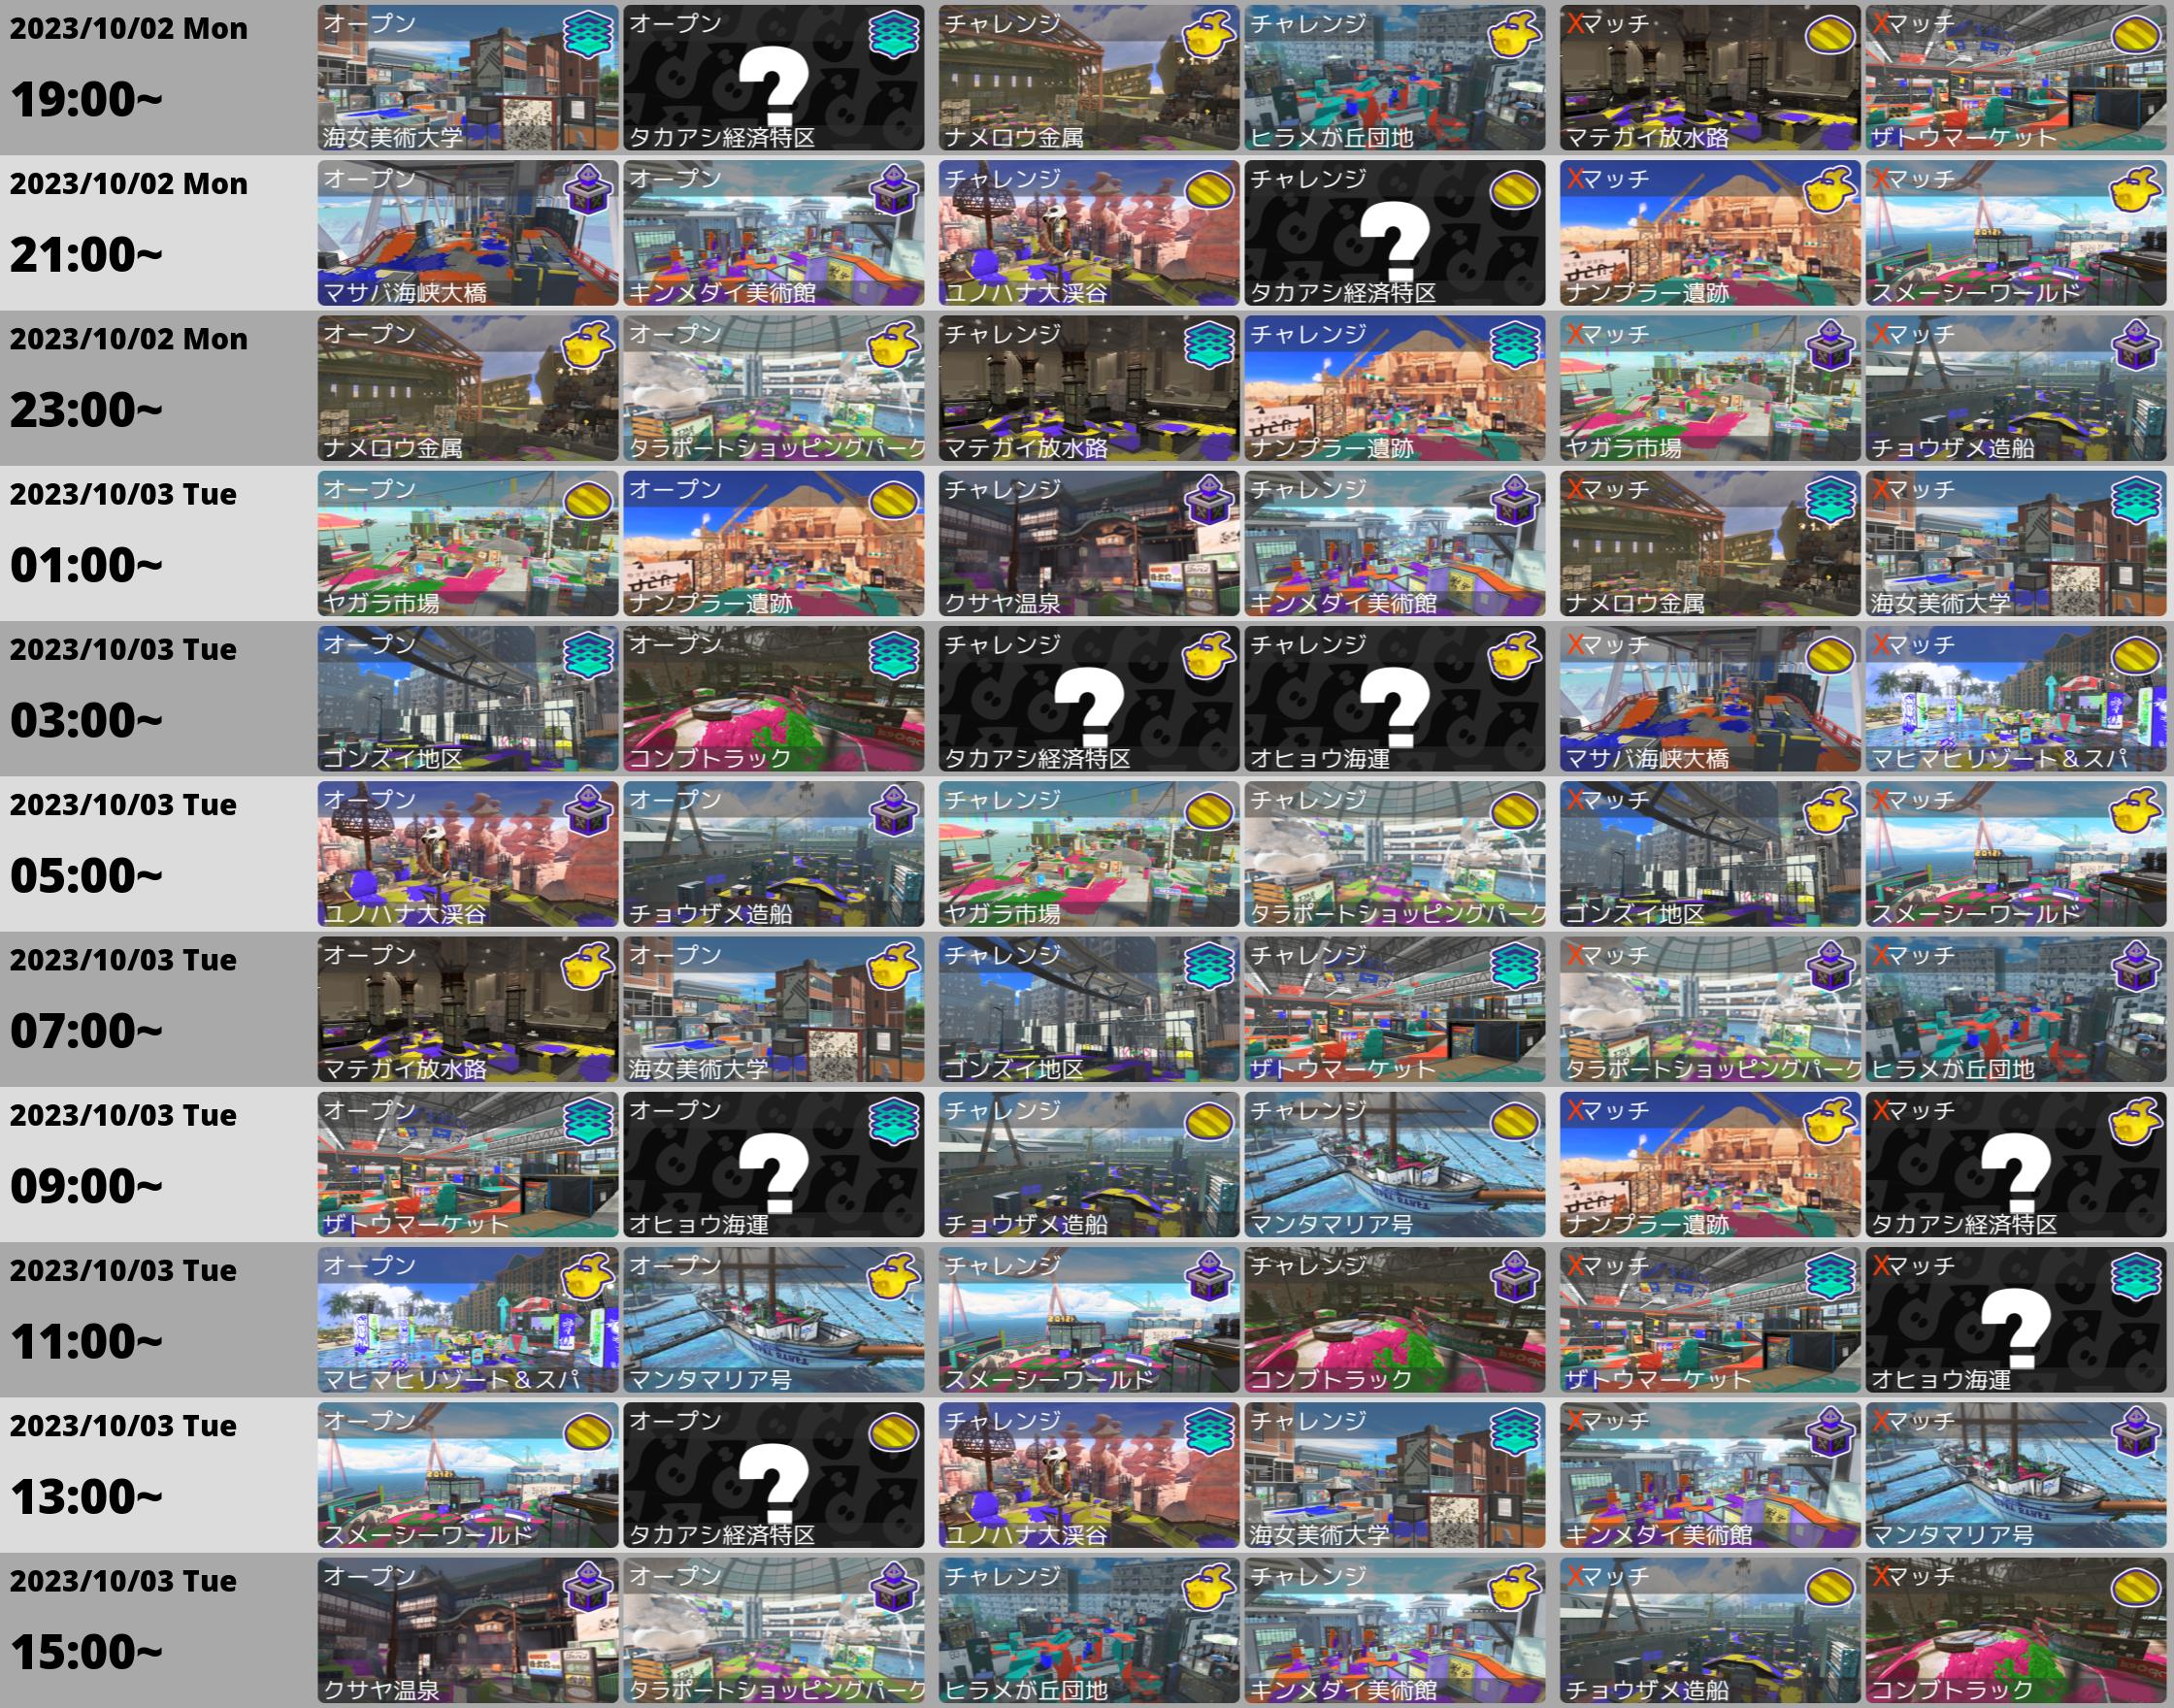 2023/10/02 Mon
19:00~
オープン
海女美術大学
オープン
タカアシ経済特区
チャレンジ
ナメロウ金属
チャレンジ
ヒラメが丘団地
Xマッチ
マテガイ放水路
Xマッチ
ザトウマーケット
2023/10/02 Mon
21:00~
オープン
マサバ海峡大橋
オープン
キンメダイ美術館
チャレンジ
ユノハナ大渓谷
チャレンジ
タカアシ経済特区
Xマッチ
ナンプラー遺跡
Xマッチ
スメーシーワールド
2023/10/02 Mon
23:00~
オープン
ナメロウ金属
オープン
タラポートショッピングパーク
チャレンジ
マテガイ放水路
チャレンジ
ナンプラー遺跡
Xマッチ
ヤガラ市場
Xマッチ
チョウザメ造船
2023/10/03 Tue
01:00~
オープン
ヤガラ市場
オープン
ナンプラー遺跡
チャレンジ
クサヤ温泉
チャレンジ
キンメダイ美術館
Xマッチ
ナメロウ金属
Xマッチ
海女美術大学
2023/10/03 Tue
03:00~
オープン
ゴンズイ地区
オープン
コンブトラック
チャレンジ
タカアシ経済特区
チャレンジ
オヒョウ海運
Xマッチ
マサバ海峡大橋
Xマッチ
マヒマヒリゾート&スパ
2023/10/03 Tue
05:00~
オープン
ユノハナ大渓谷
オープン
チョウザメ造船
チャレンジ
ヤガラ市場
チャレンジ
タラポートショッピングパーク
Xマッチ
ゴンズイ地区
Xマッチ
スメーシーワールド
2023/10/03 Tue
07:00~
オープン
マテガイ放水路
オープン
海女美術大学
チャレンジ
ゴンズイ地区
チャレンジ
ザトウマーケット
Xマッチ
タラポートショッピングパーク
Xマッチ
ヒラメが丘団地
2023/10/03 Tue
09:00~
オープン
ザトウマーケット
オープン
オヒョウ海運
チャレンジ
チョウザメ造船
チャレンジ
マンタマリア号
Xマッチ
ナンプラー遺跡
Xマッチ
タカアシ経済特区
2023/10/03 Tue
11:00~
オープン
マヒマヒリゾート&スパ
オープン
マンタマリア号
チャレンジ
スメーシーワールド
チャレンジ
コンブトラック
Xマッチ
ザトウマーケット
Xマッチ
オヒョウ海運
2023/10/03 Tue
13:00~
オープン
スメーシーワールド
オープン
タカアシ経済特区
チャレンジ
ユノハナ大渓谷
チャレンジ
海女美術大学
Xマッチ
キンメダイ美術館
Xマッチ
マンタマリア号
2023/10/03 Tue
15:00~
オープン
クサヤ温泉
オープン
タラポートショッピングパーク
チャレンジ
ヒラメが丘団地
チャレンジ
キンメダイ美術館
Xマッチ
チョウザメ造船
Xマッチ
コンブトラック